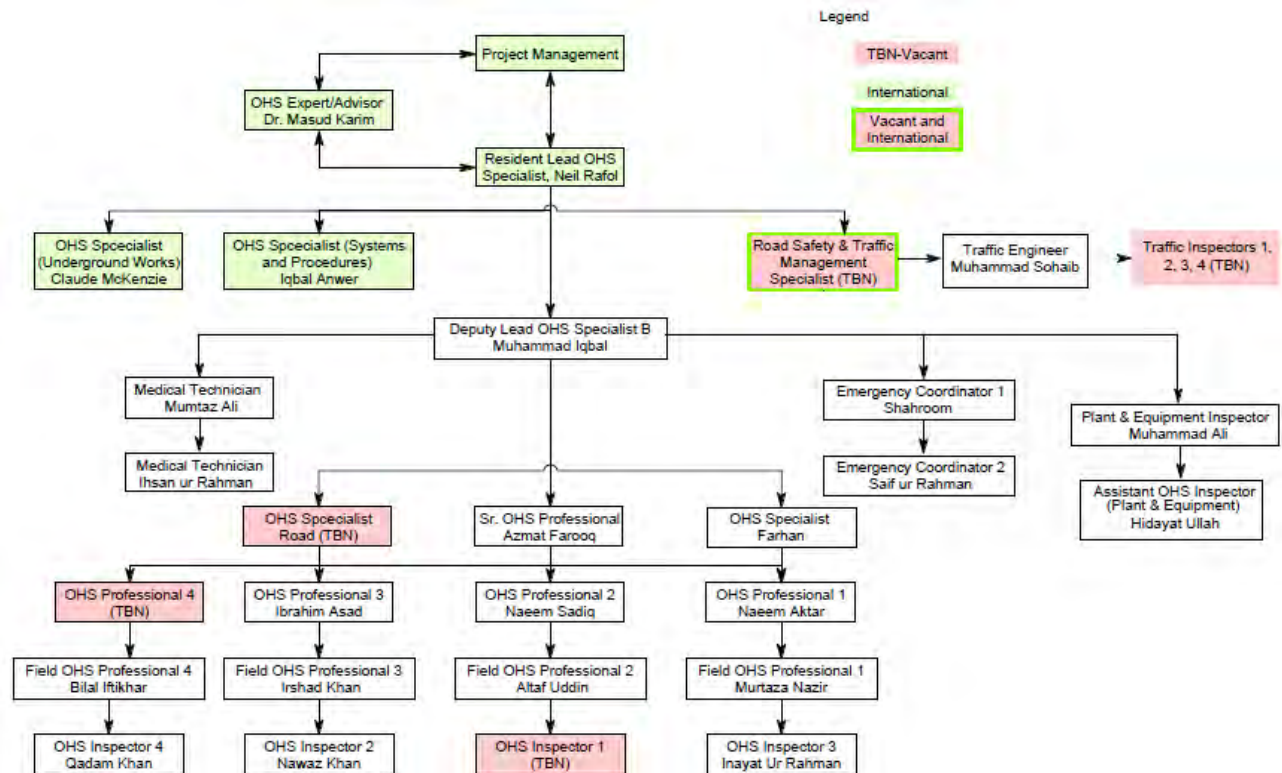 Legend
TBN-Vacant
International
Vacant and
International
Project Management
OHS Expert/Advisor
Dr. Masud Karim
Resident Lead OHS
Specialist, Neil Rafol
OHS Spcecialist
(Underground Works)
Claude McKenzie
OHS Spcecialist (Systems
and Procedures)
Iqbal Anwer
Road Safety & Traffic
Management
Specialist (TBN)
Traffic Engineer
Muhammad Sohaib
Traffic Inspectors 1,
2, 3, 4 (TBN)
Deputy Lead OHS Specialist B
Muhammad Iqbal
Medical Technician
Mumtaz Ali
Medical Technician
Ihsan ur Rahman
Emergency Coordinator 1
Shahroom
Emergency Coordinator 2
Saif ur Rahman
Plant & Equipment Inspector
Muhammad Ali
Assistant OHS Inspector
(Plant & Equipment)
Hidayat Ullah
OHS Spcecialist
Road (TBN)
Sr. OHS Professional
Azmat Farooq
OHS Specialist
Farhan
OHS Professional 4
(TBN)
OHS Professional 3
Ibrahim Asad
OHS Professional 2
Naeem Sadiq
OHS Professional 1
Naeem Aktar
Field OHS Professional 4
Bilal Iftikhar
Field OHS Professional 3
Irshad Khan
Field OHS Professional 2
Altaf Uddin
Field OHS Professional 1
Murtaza Nazir
OHS Inspector 4
Qadam Khan
OHS Inspector 2
Nawaz Khan
OHS Inspector 1
(TBN)
OHS Inspector 3
Inayat Ur Rahman